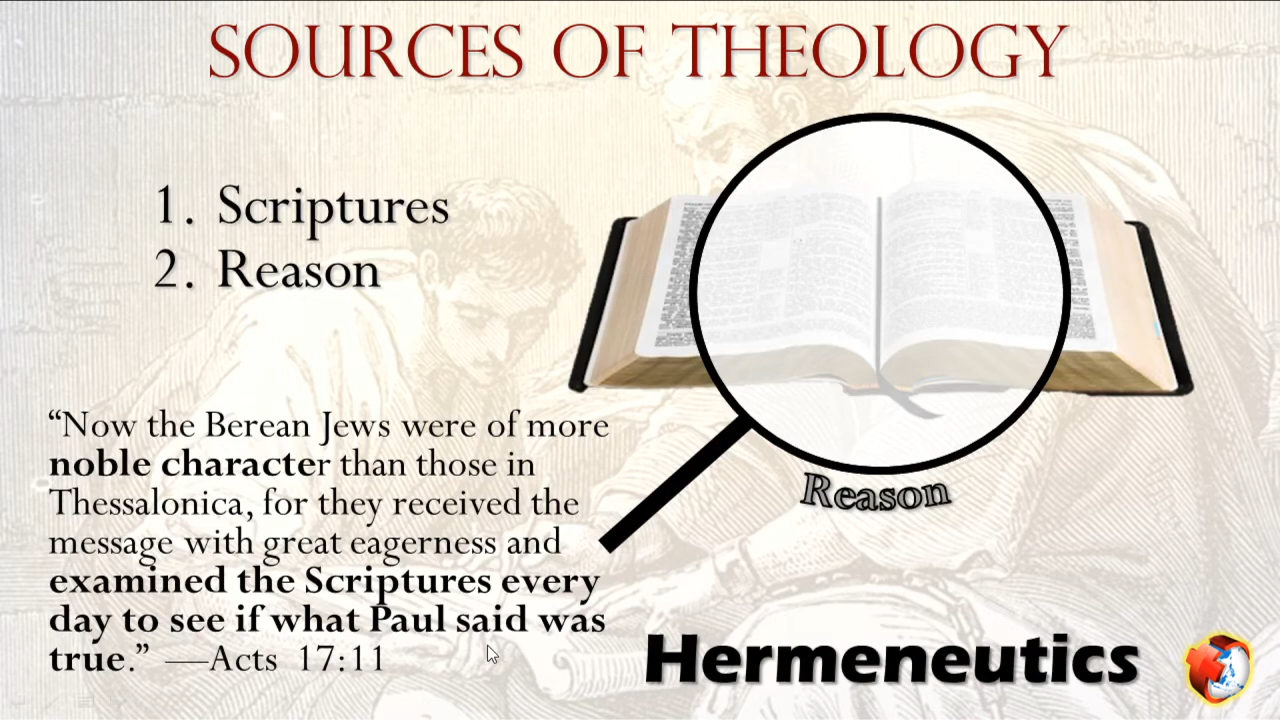 SOURCES OF THEOLOGY
1. Scriptures
2. Reason
“Now the Berean Jews were of more
noble character than those in
Thessalonica, for they received the
message with great eagerness and
examined the Scriptures every
day to see if what Paul said was
true.” —Acts 17:11
Reason
Hermeneutics